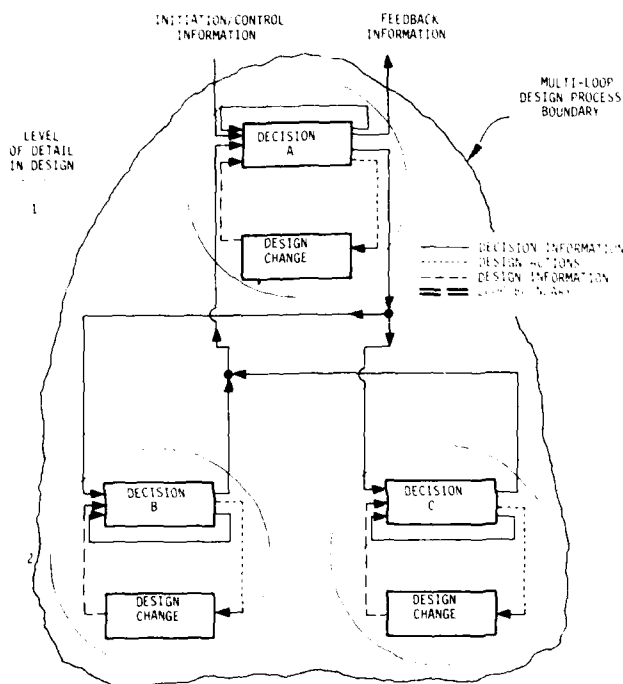 INITIATION/CONTROL
INFORMATION
FEEDBACK
INFORMATION
MULTI-LOOP
DESIGN PROCESS
BOUNDARY
LEVEL
OF DETAIL
IN DESIGN
1
DECISION
A
DESIGN
CHANGE
DECISION INFORMATION
DESIGN ACTIONS
DESIGN INFORMATION
BOUNDARY
DECISION
B
DECISION
C
2
DESIGN
CHANGE
DESIGN
CHANGE